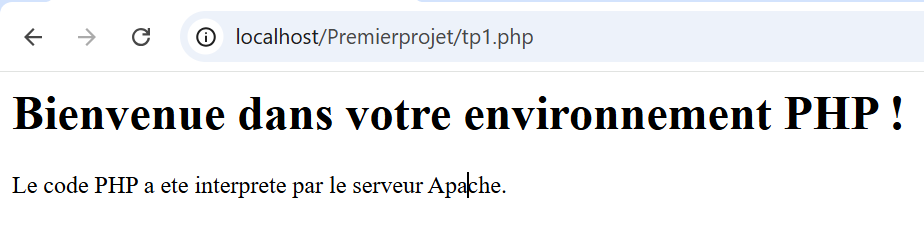 localhost/Premierprojet/tp1.php
Bienvenue dans votre environnement PHP !
Le code PHP a ete interprete par le serveur Apache.